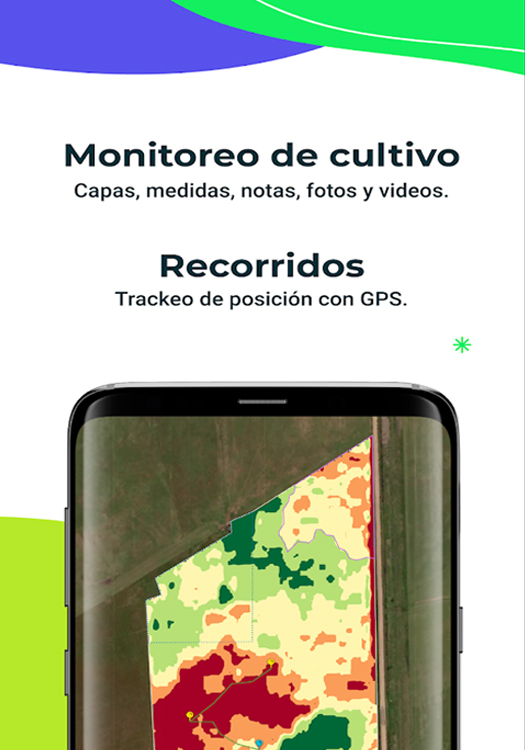 Monitoreo de cultivo
Capas, medidas, notas, fotos y videos.
Recorridos
Trackeo de posición con GPS.